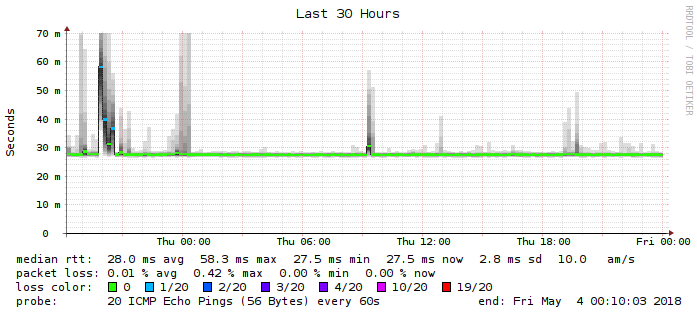 Last 30 Hours
RRDTOOL / TOBI OETIKER
Seconds
70 m
60 m
50 m
40 m
30 m
20 m
10 m
0
Thu 00:00 Thu 06:00 Thu 12:00 Thu 18:00 Fri 00:00
median rtt: 28.0 ms avg 58.3 ms max 27.5 ms min 27.5 ms now 2.8 ms sd 10.0 am/s
packet loss: 0.01 % avg 0.42 % max 0.00 % min 0.00 % now
loss color: 0 1/20 2/20 3/20 4/20 10/20 19/20
probe: 20 ICMP Echo Pings (56 Bytes) every 60s end: Fri May 4 00:10:03 2018